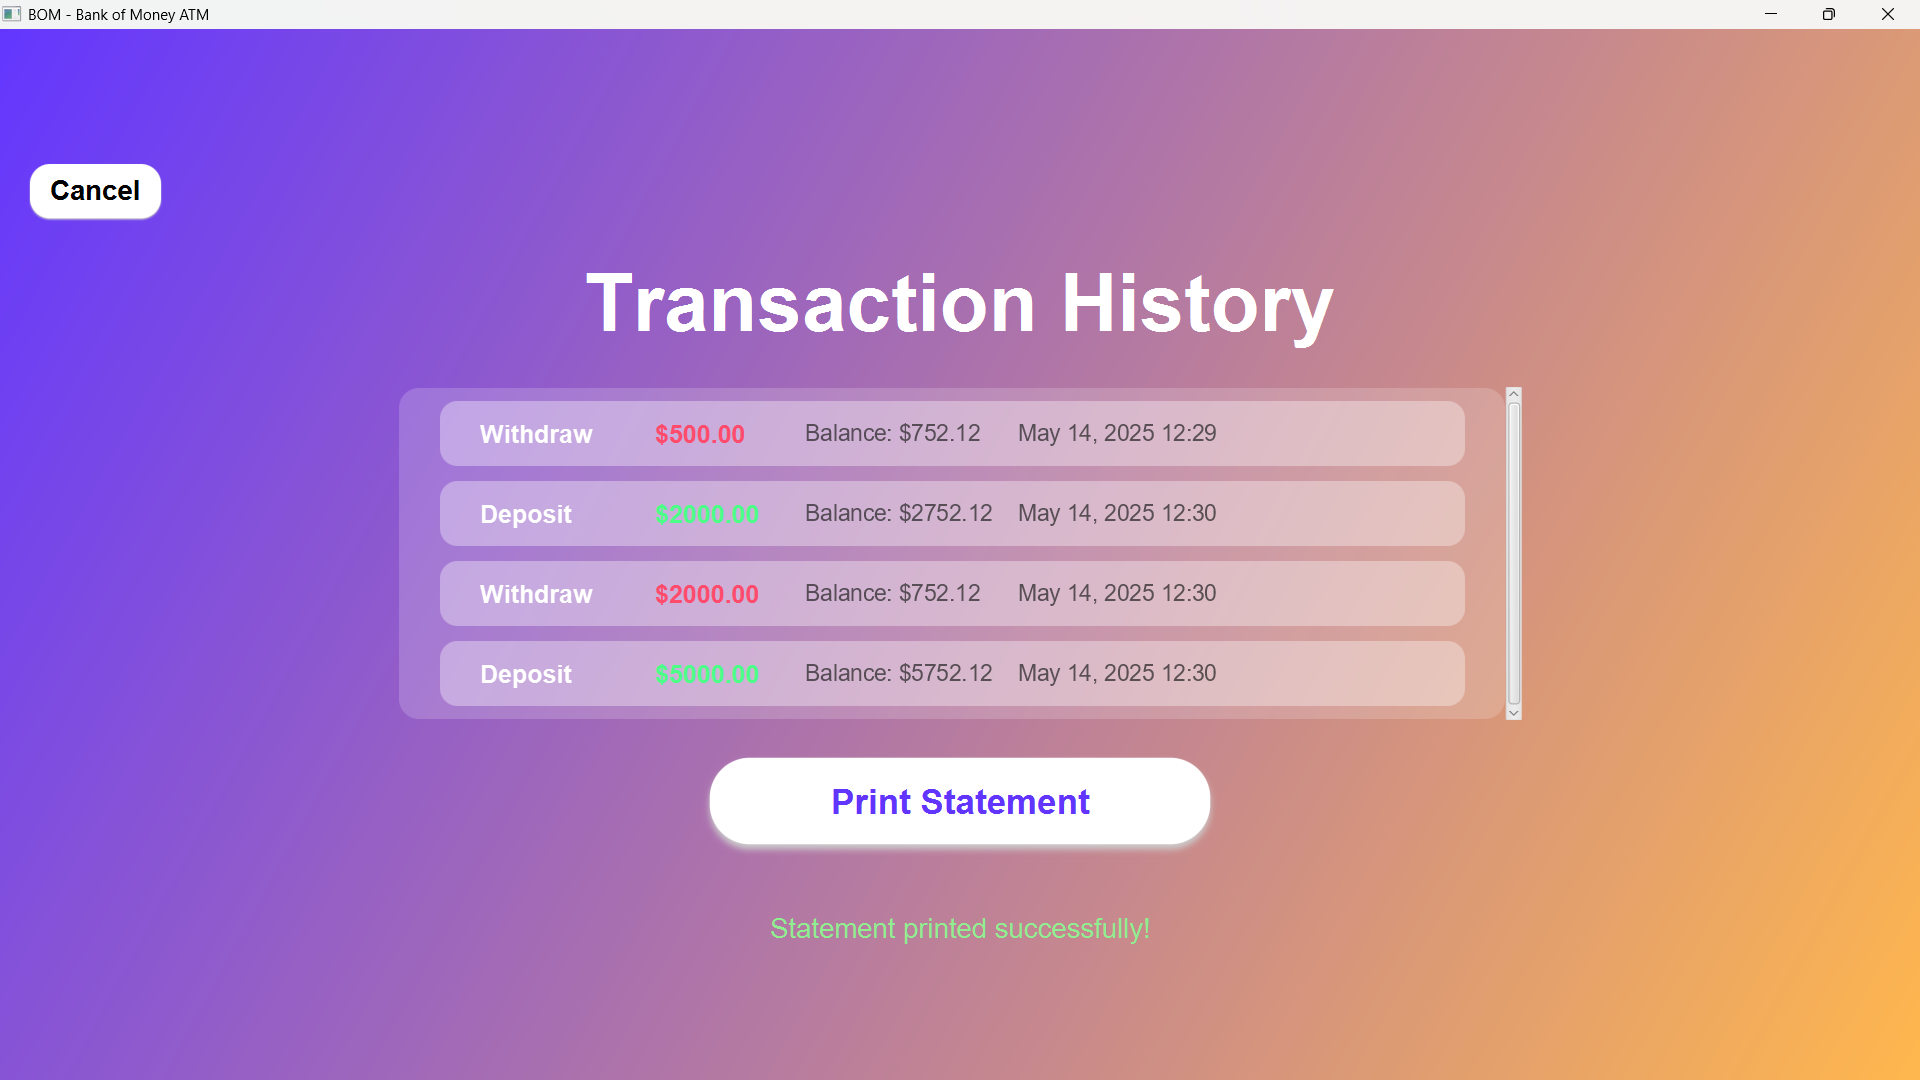 BOM - Bank of Money ATM
Cancel
Transaction History
Withdraw $500.00 Balance: $752.12 May 14, 2025 12:29
Deposit $2000.00 Balance: $2752.12 May 14, 2025 12:30
Withdraw $2000.00 Balance: $752.12 May 14, 2025 12:30
Deposit $5000.00 Balance: $5752.12 May 14, 2025 12:30
Print Statement
Statement printed successfully!